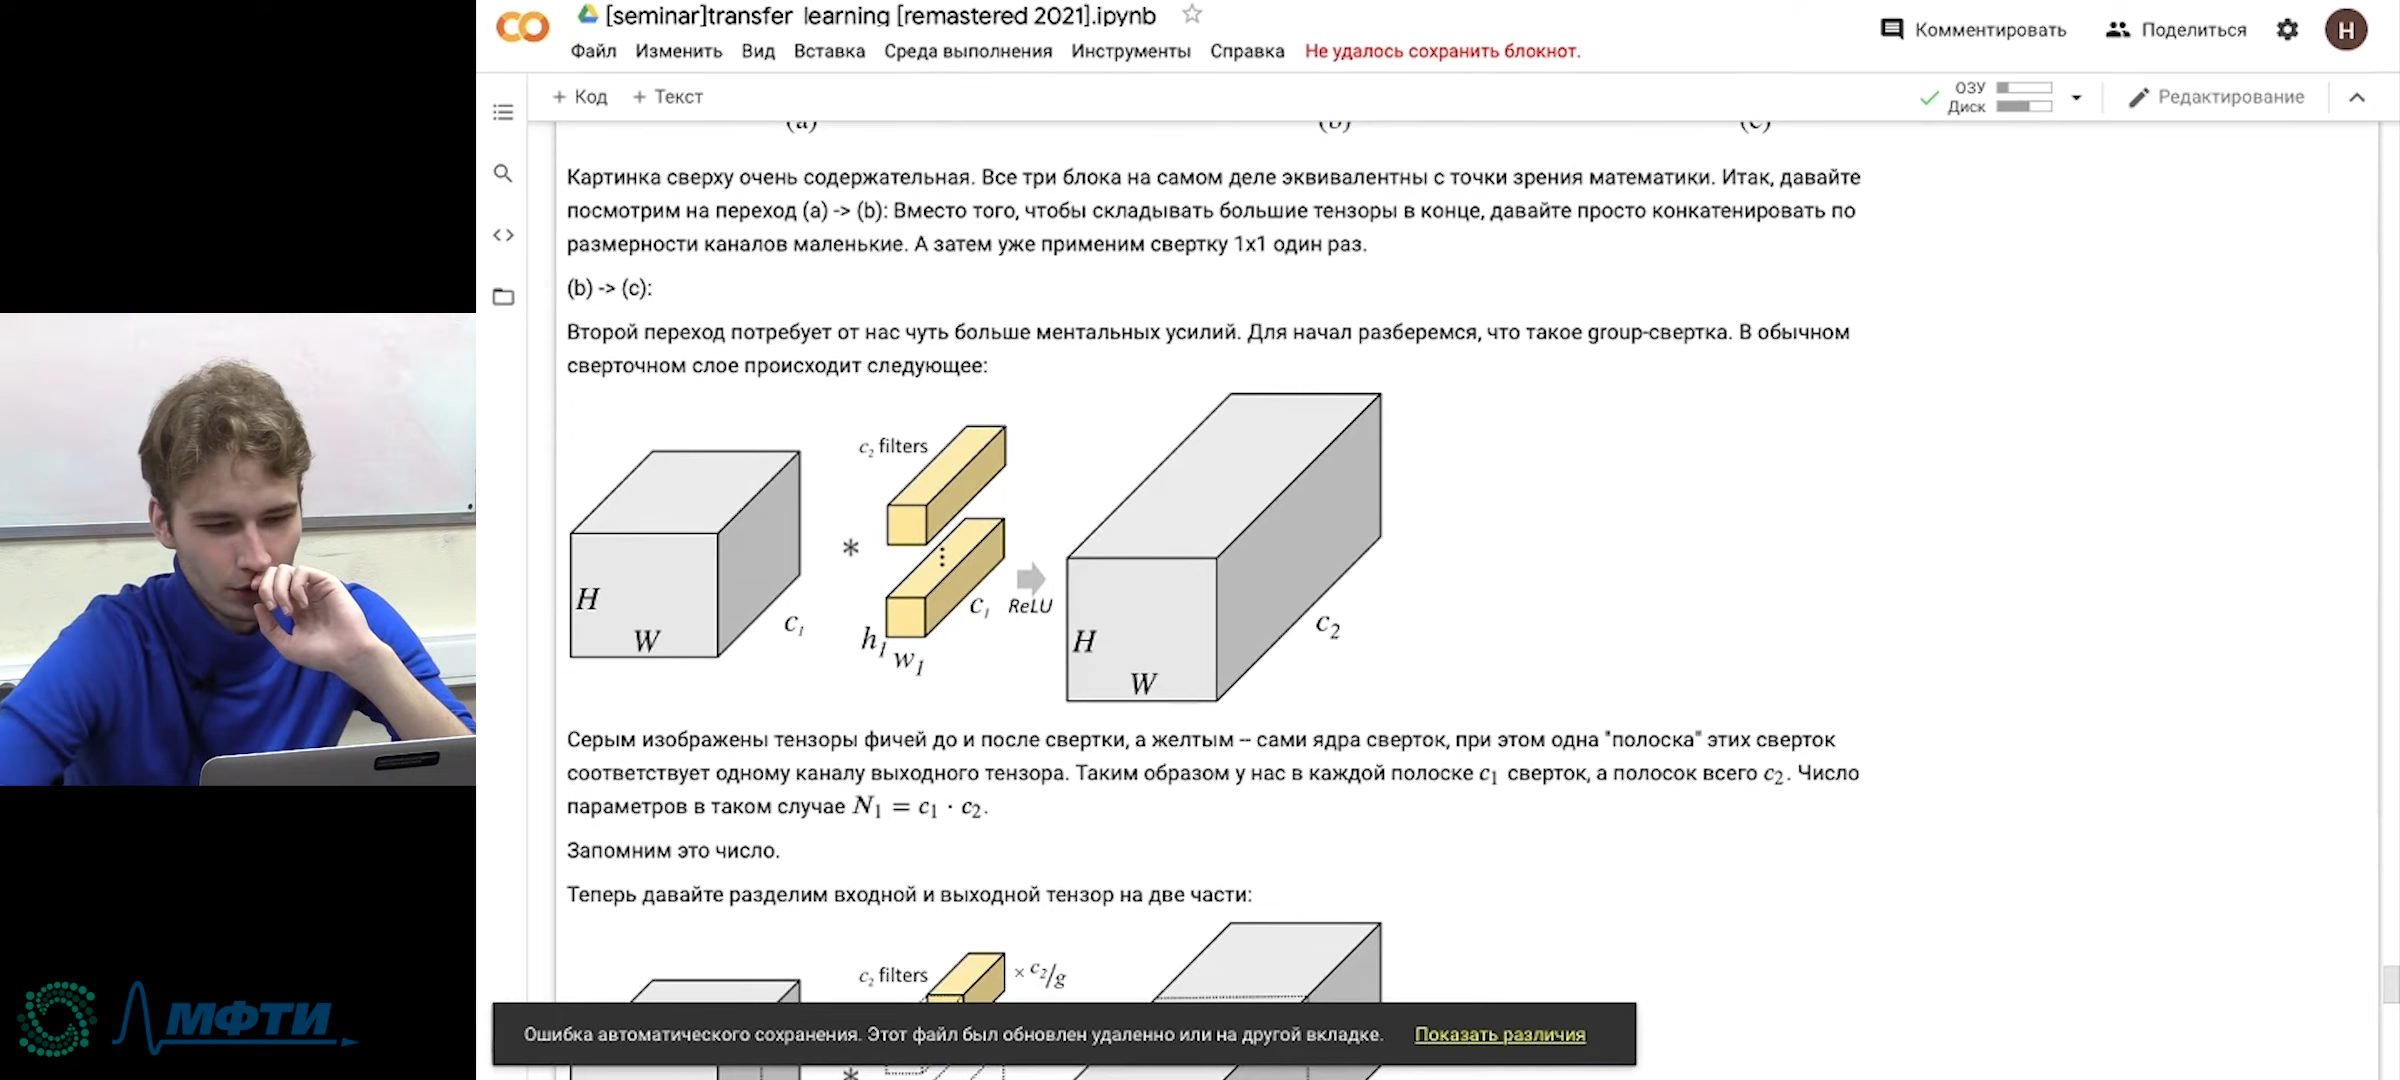 [seminar]transfer learning [remastered 2021].ipynb
Файл Изменить Вид Вставка Среда выполнения Инструменты Справка Не удалось сохранить блокнот.
Комментировать Поделиться H
+ Код + Текст
ОЗУ
Диск
Редактирование
(a) (b) (c)
Картинка сверху очень содержательная. Все три блока на самом деле эквивалентны с точки зрения математики. Итак, давайте
посмотрим на переход (a) -> (b): Вместо того, чтобы складывать большие тензоры в конце, давайте просто конкатенировать по
размерности каналов маленькие. А затем уже применим свертку 1x1 один раз.
(b) -> (c):
Второй переход потребует от нас чуть больше ментальных усилий. Для начал разберемся, что такое group-свертка. В обычном
сверточном слое происходит следующее:
c₂ filters
*
H
W
c₁
h₁
w₁
c₁
ReLU
H
W
c₂
Серым изображены тензоры фичей до и после свертки, а желтым -- сами ядра сверток, при этом одна "полоска" этих сверток
соответствует одному каналу выходного тензора. Таким образом у нас в каждой полоске c₁ сверток, а полосок всего c₂. Число
параметров в таком случае N₁ = c₁ · c₂.
Запомним это число.
Теперь давайте разделим входной и выходной тензор на две части:
c₂ filters
× c₂/g
Ошибка автоматического сохранения. Этот файл был обновлен удаленно или на другой вкладке. Показать различия
*
МФТИ